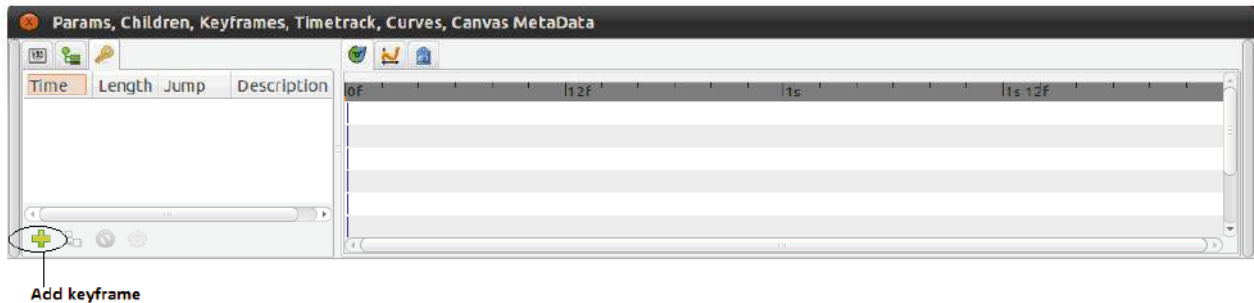 Params, Children, Keyframes, Timetrack, Curves, Canvas MetaData
Time Length Jump Description
0f 12f 1s 1s 12f
Add keyframe